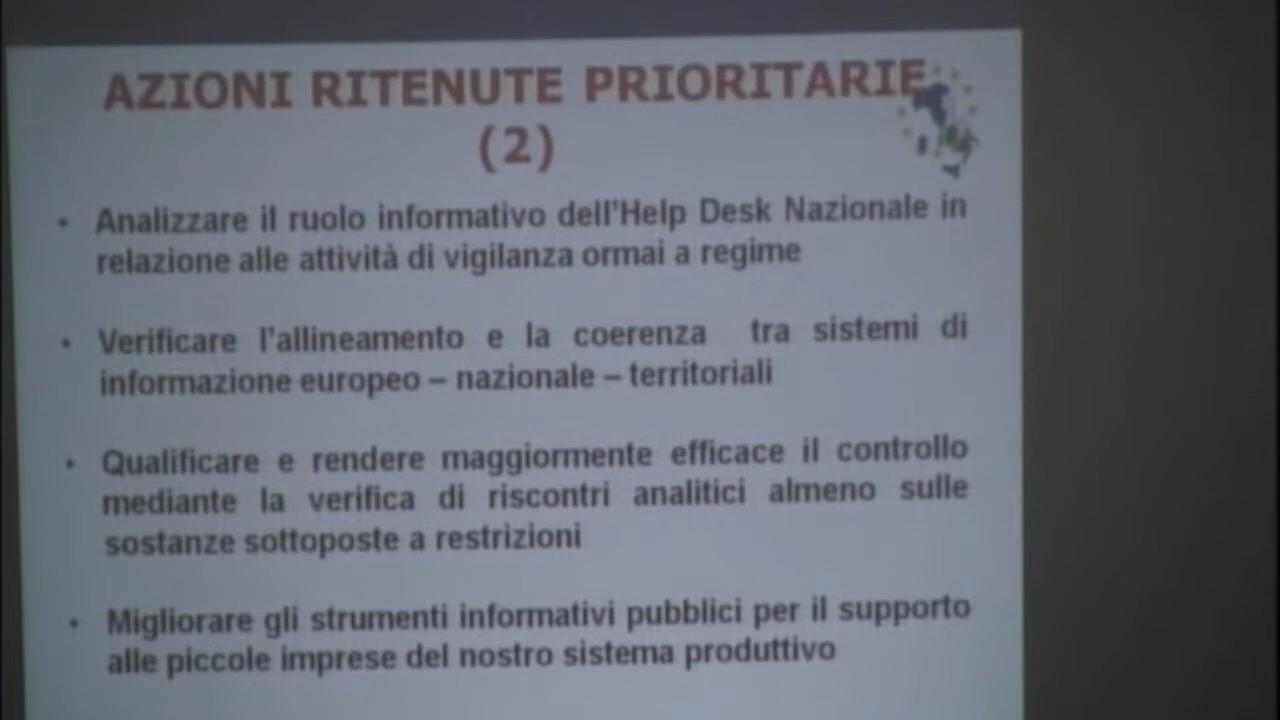 AZIONI RITENUTE PRIORITARIE
(2)
• Analizzare il ruolo informativo dell'Help Desk Nazionale in
relazione alle attività di vigilanza ormai a regime
• Verificare l'allineamento e la coerenza tra sistemi di
informazione europeo – nazionale – territoriali
• Qualificare e rendere maggiormente efficace il controllo
mediante la verifica di riscontri analitici almeno sulle
sostanze sottoposte a restrizioni
• Migliorare gli strumenti informativi pubblici per il supporto
alle piccole imprese del nostro sistema produttivo